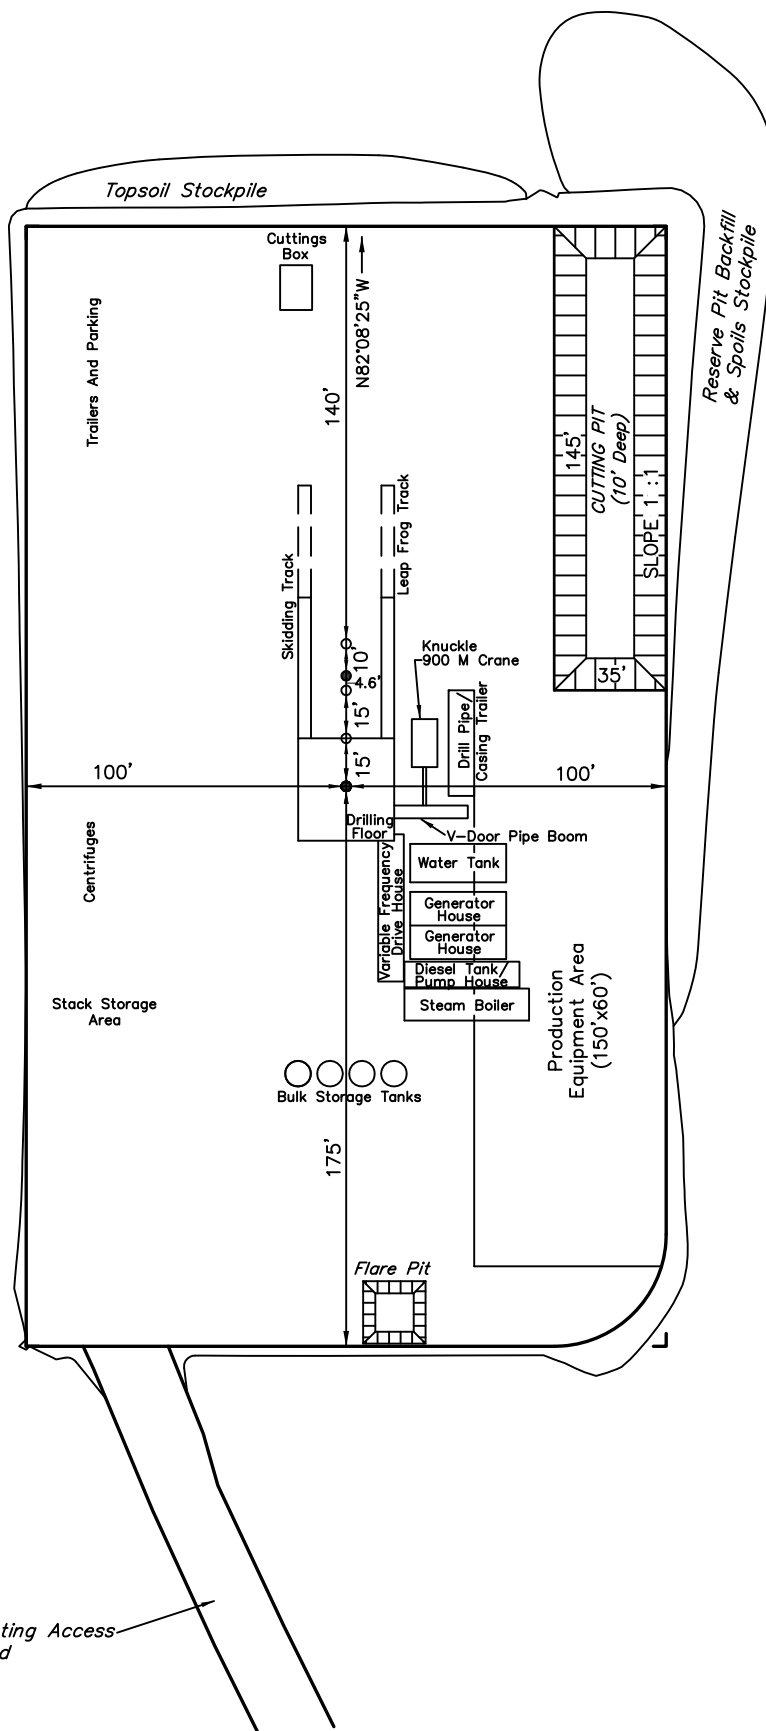 Topsoil Stockpile
Reserve Pit Backfill
& Spoils Stockpile
Cuttings
Box
N82°08'25"W
Trailers And Parking
140'
145'
CUTTING PIT
(10' Deep)
SLOPE 1 :1
35'
Skidding Track
Leap Frog Track
Knuckle
900 M Crane
10'
4.6'
15'
15'
Drill Pipe/
Casing Trailer
100'
100'
Drilling
Floor
V-Door Pipe Boom
Centrifuges
Variable Frequency
Drive House
Water Tank
Generator
House
Generator
House
Diesel Tank/
Pump House
Steam Boiler
Production
Equipment Area
(150'x60')
Stack Storage
Area
Bulk Storage Tanks
175'
Flare Pit
ting Access
d